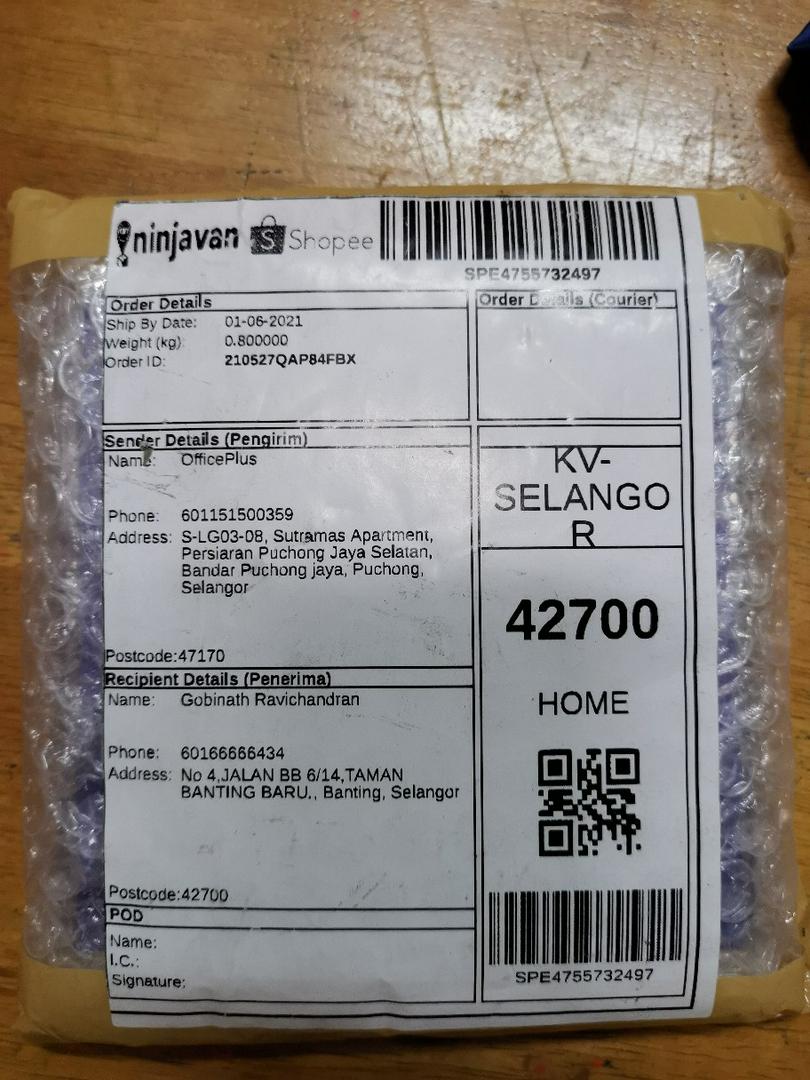 ninjavan Shopee
SPE4755732497
Order Details
Ship By Date: 01-06-2021
Weight (kg): 0.800000
Order ID: 210527QAP84FBX
Order Details (Courier)
Sender Details (Pengirim)
Name: OfficePlus
Phone: 601151500359
Address: S-LG03-08, Sutramas Apartment,
Persiaran Puchong Jaya Selatan,
Bandar Puchong jaya, Puchong,
Selangor
Postcode:47170
KV-
SELANGO
R
42700
HOME
Recipient Details (Penerima)
Name: Gobinath Ravichandran
Phone: 60166666434
Address: No 4,JALAN BB 6/14,TAMAN
BANTING BARU., Banting, Selangor
Postcode:42700
POD
Name:
I.C.:
Signature:
SPE4755732497